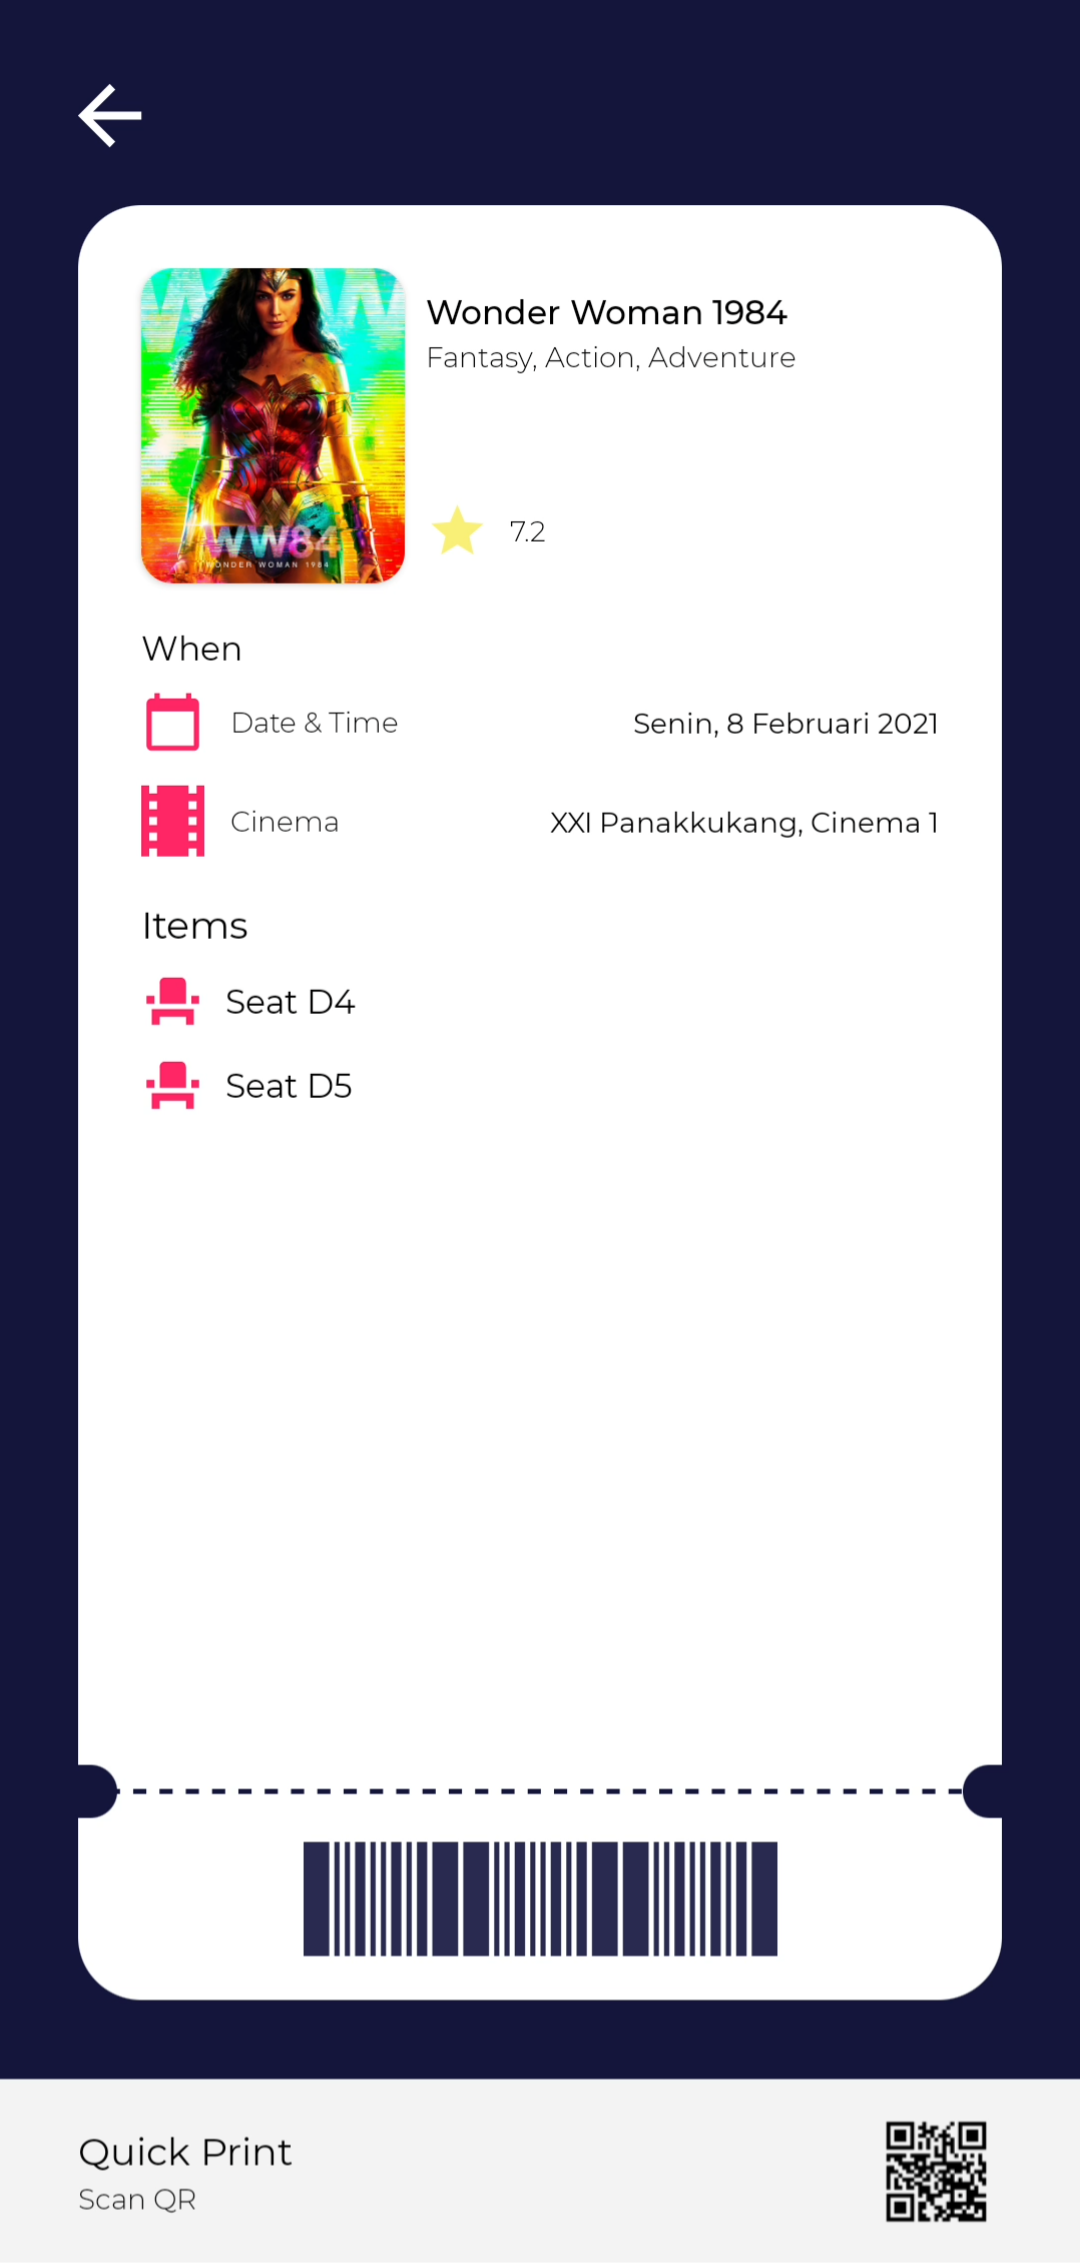 WW84
WONDER WOMAN 1984
Wonder Woman 1984
Fantasy, Action, Adventure
7.2
When
Date & Time
Senin, 8 Februari 2021
Cinema
XXI Panakkukang, Cinema 1
Items
Seat D4
Seat D5
Quick Print
Scan QR